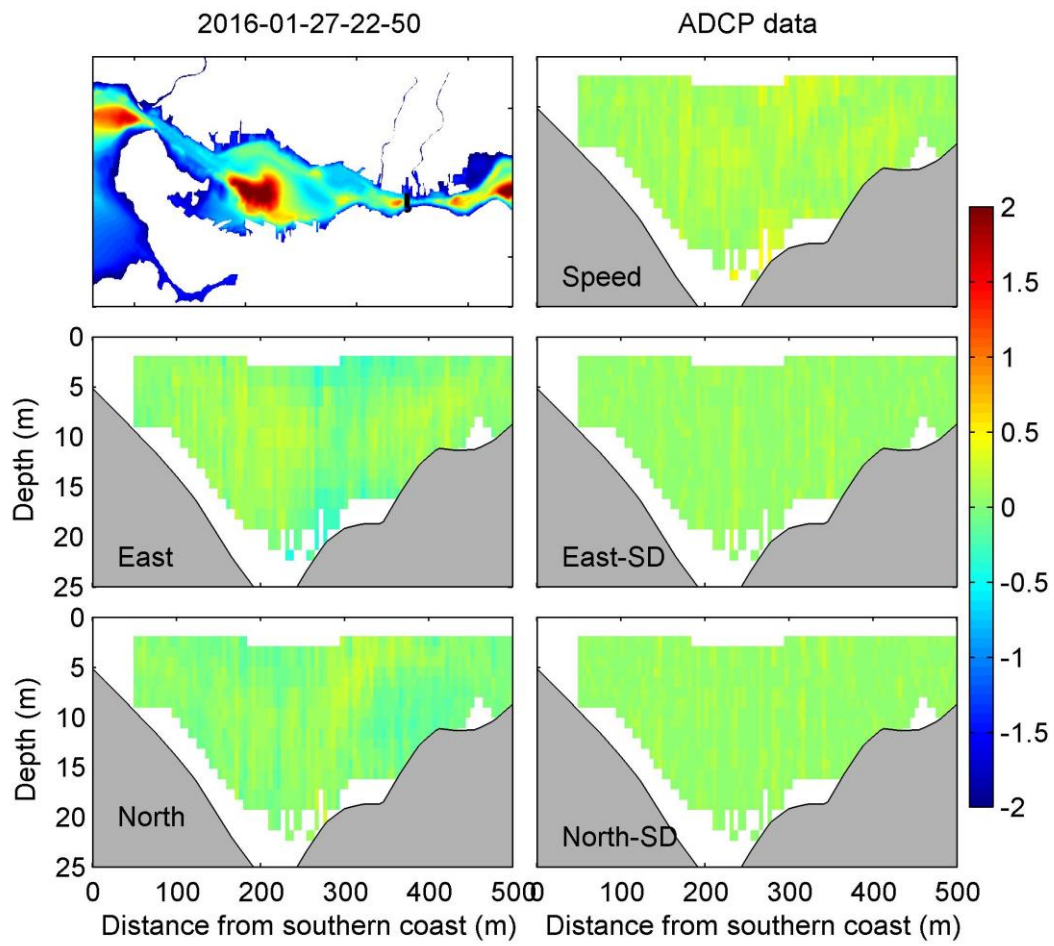 2016-01-27-22-50
ADCP data
Speed
2
1.5
1
0.5
0
-0.5
-1
-1.5
-2
0
5
10
15
20
25
Depth (m)
East
East-SD
0
5
10
15
20
25
Depth (m)
North
North-SD
0 100 200 300 400 500
0 100 200 300 400 500
Distance from southern coast (m)
Distance from southern coast (m)